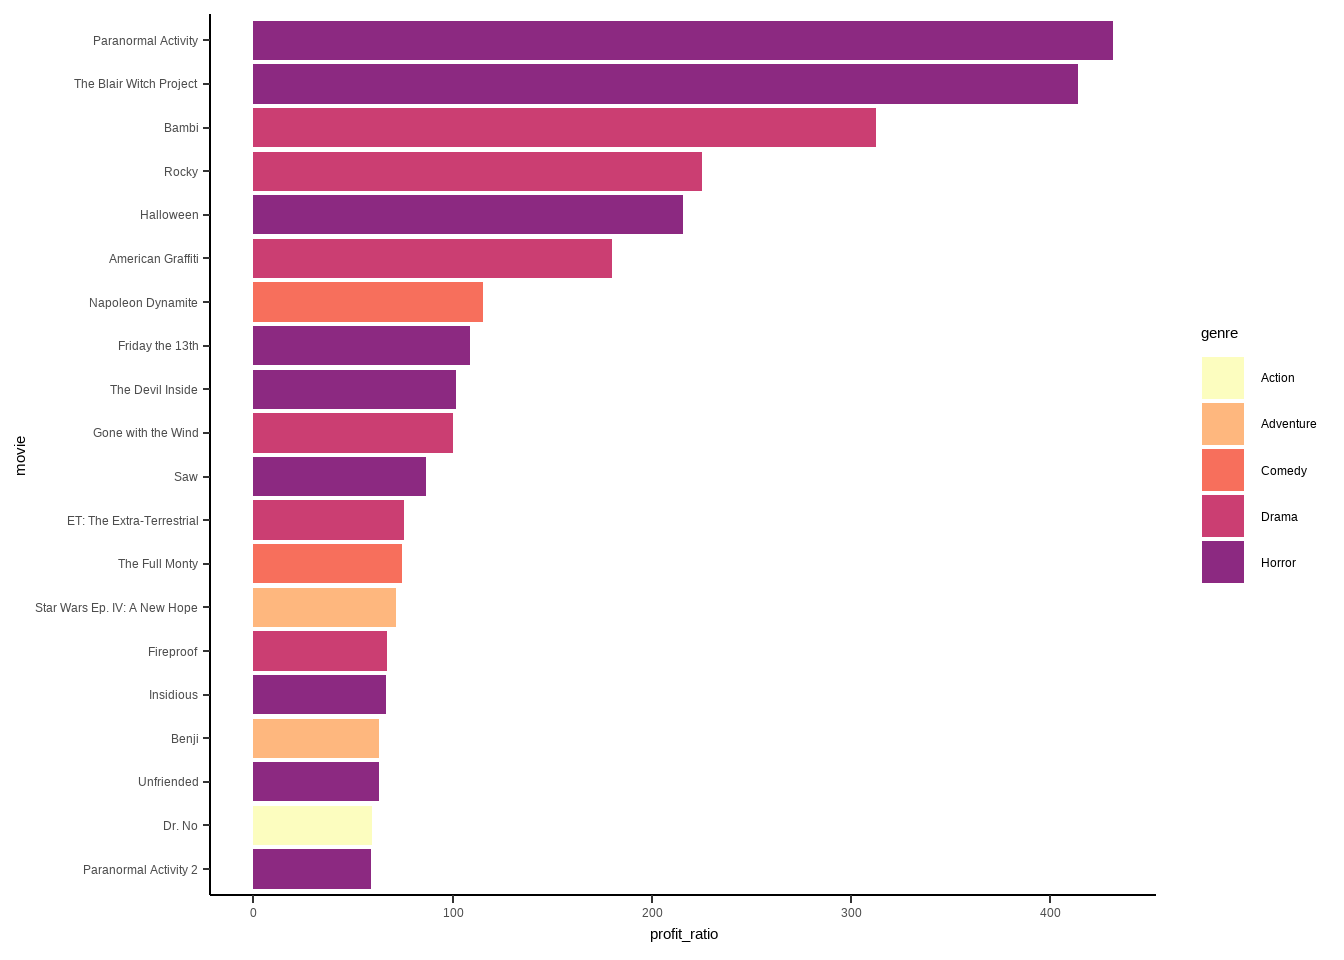 Paranormal Activity
The Blair Witch Project
Bambi
Rocky
Halloween
American Graffiti
Napoleon Dynamite
Friday the 13th
The Devil Inside
Gone with the Wind
Saw
ET: The Extra-Terrestrial
The Full Monty
Star Wars Ep. IV: A New Hope
Fireproof
Insidious
Benji
Unfriended
Dr. No
Paranormal Activity 2
movie
0 100 200 300 400
profit_ratio
genre
Action
Adventure
Comedy
Drama
Horror